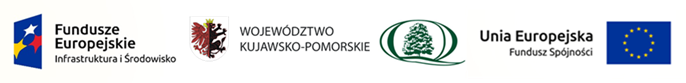 Fundusze
Europejskie
Infrastruktura i Środowisko
WOJEWÓDZTWO
KUJAWSKO-POMORSKIE
Unia Europejska
Fundusz Spójności